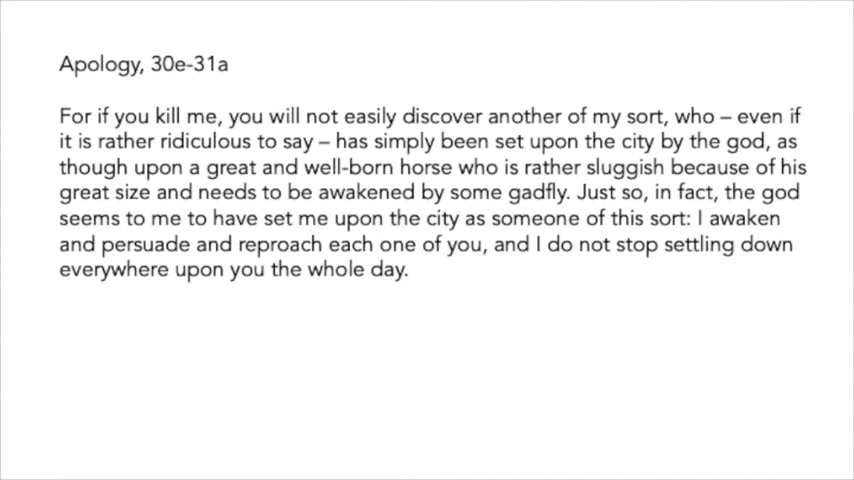 Apology, 30e-31a
For if you kill me, you will not easily discover another of my sort, who – even if
it is rather ridiculous to say – has simply been set upon the city by the god, as
though upon a great and well-born horse who is rather sluggish because of his
great size and needs to be awakened by some gadfly. Just so, in fact, the god
seems to me to have set me upon the city as someone of this sort: I awaken
and persuade and reproach each one of you, and I do not stop settling down
everywhere upon you the whole day.